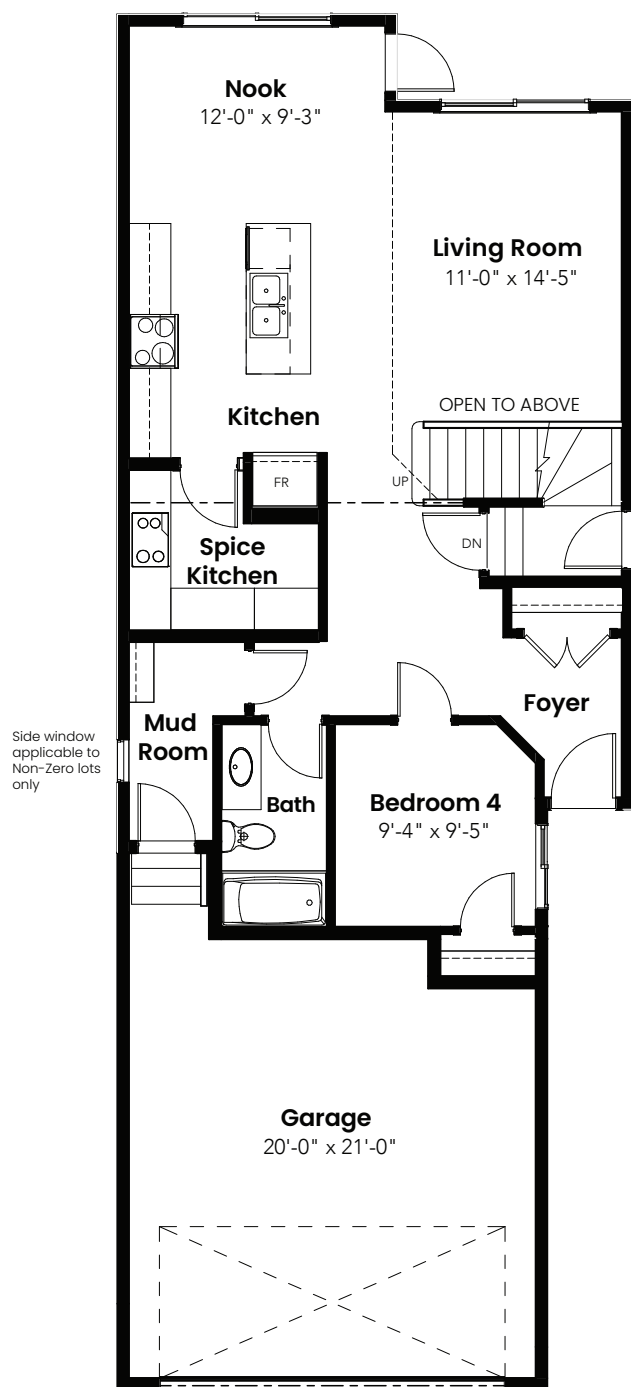 Nook
12'-0" x 9'-3"
Living Room
11'-0" x 14'-5"
OPEN TO ABOVE
Kitchen
FR
UP
DN
Spice
Kitchen
Foyer
Mud
Room
Side window
applicable to
Non-Zero lots
only
Bath
Bedroom 4
9'-4" x 9'-5"
Garage
20'-0" x 21'-0"